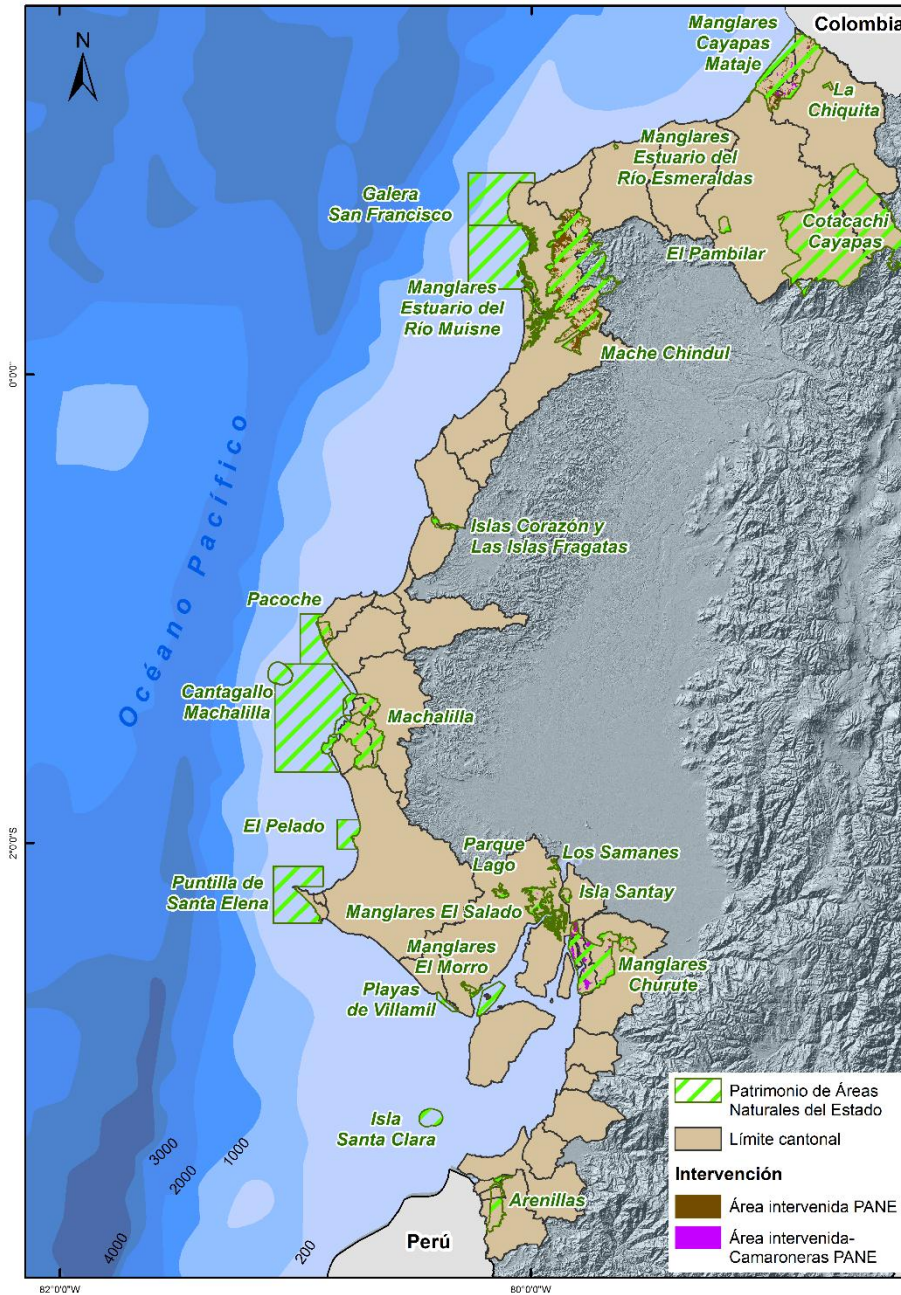 Colombia
N
Manglares
Cayapas
Mataje
La
Chiquita
Manglares
Estuario del
Río Esmeraldas
Galera
San Francisco
Cotacachi
Cayapas
El Pambilar
Manglares
Estuario del
Río Muisne
Mache Chindul
0°0'0"
Océano Pacífico
Islas Corazón y
Las Islas Fragatas
Pacoche
Cantagallo
Machalilla
Machalilla
El Pelado
2°0'0"S
Parque
Lago
Los Samanes
Puntilla de
Santa Elena
Isla Santay
Manglares El Salado
Manglares
El Morro
Manglares
Churute
Playas
de Villamil
Isla
Santa Clara
3000
2000
1000
200
4000
Arenillas
Perú
Patrimonio de Áreas
Naturales del Estado
Límite cantonal
Intervención
Área intervenida PANE
Área intervenida-
Camaroneras PANE
82°0'0"W
80°0'0"W